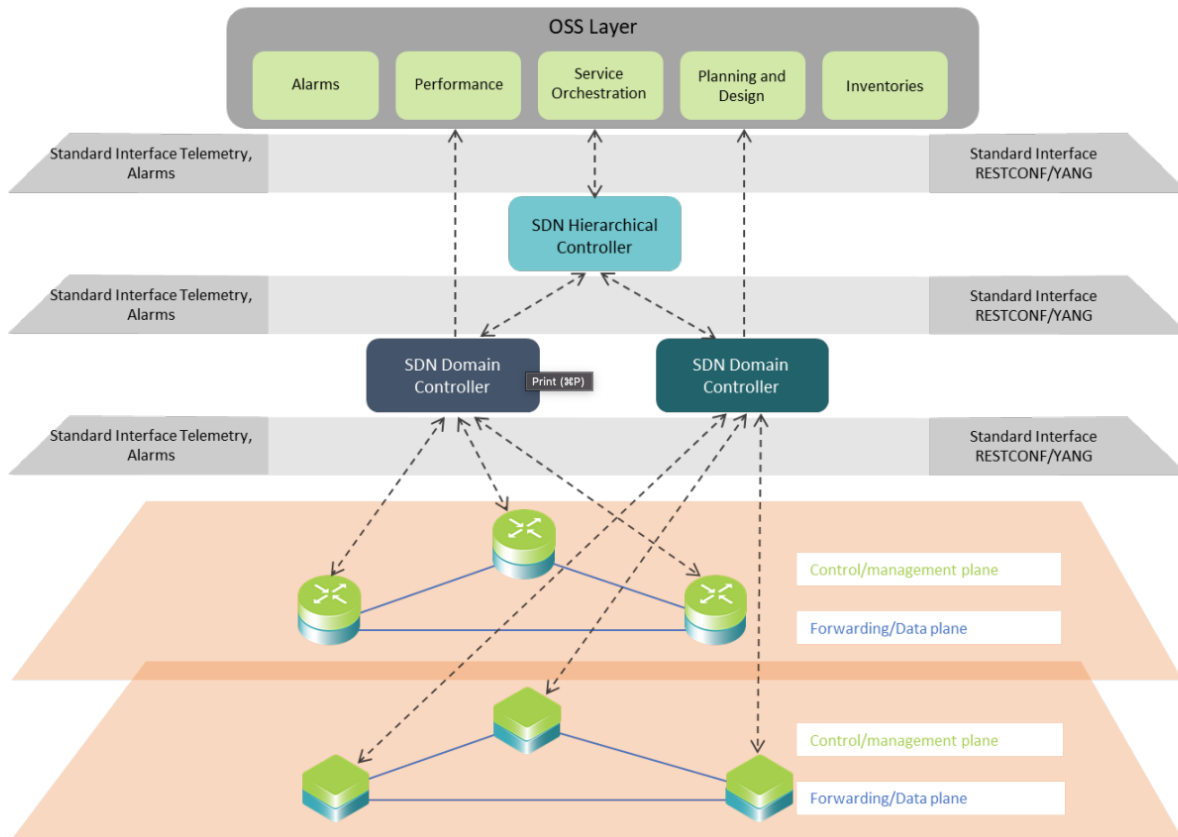 OSS Layer
Alarms
Performance
Service
Orchestration
Planning and
Design
Inventories
Standard Interface Telemetry,
Alarms
Standard Interface
RESTCONF/YANG
SDN Hierarchical
Controller
Standard Interface Telemetry,
Alarms
Standard Interface
RESTCONF/YANG
SDN Domain
Controller
Print (⌘P)
SDN Domain
Controller
Standard Interface Telemetry,
Alarms
Standard Interface
RESTCONF/YANG
Control/management plane
Forwarding/Data plane
Control/management plane
Forwarding/Data plane